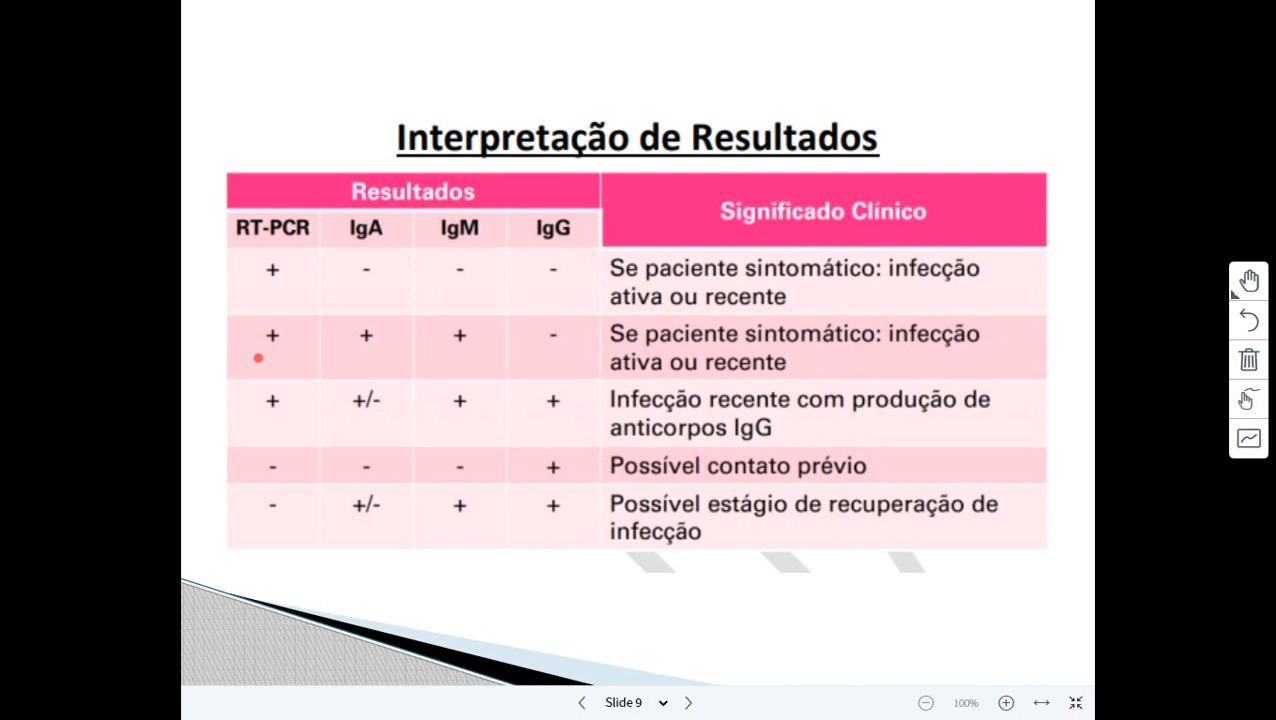 Interpretação de Resultados
Resultados
Significado Clínico
RT-PCR IgA IgM IgG
+ - - - Se paciente sintomático: infecção
ativa ou recente
+ + + - Se paciente sintomático: infecção
ativa ou recente
+ +/- + + Infecção recente com produção de
anticorpos IgG
- - - + Possível contato prévio
- +/- + + Possível estágio de recuperação de
infecção
Slide 9
100%